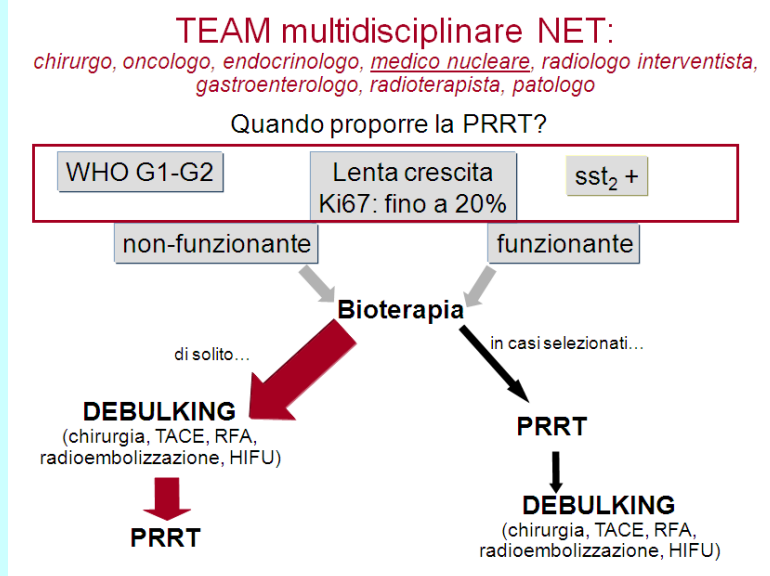 TEAM multidisciplinare NET:
chirurgo, oncologo, endocrinologo, medico nucleare, radiologo interventista,
gastroenterologo, radioterapista, patologo
Quando proporre la PRRT?
WHO G1-G2
Lenta crescita
Ki67: fino a 20%
sst₂ +
non-funzionante
funzionante
Bioterapia
di solito…
in casi selezionati…
DEBULKING
(chirurgia, TACE, RFA,
radioembolizzazione, HIFU)
PRRT
PRRT
DEBULKING
(chirurgia, TACE, RFA,
radioembolizzazione, HIFU)